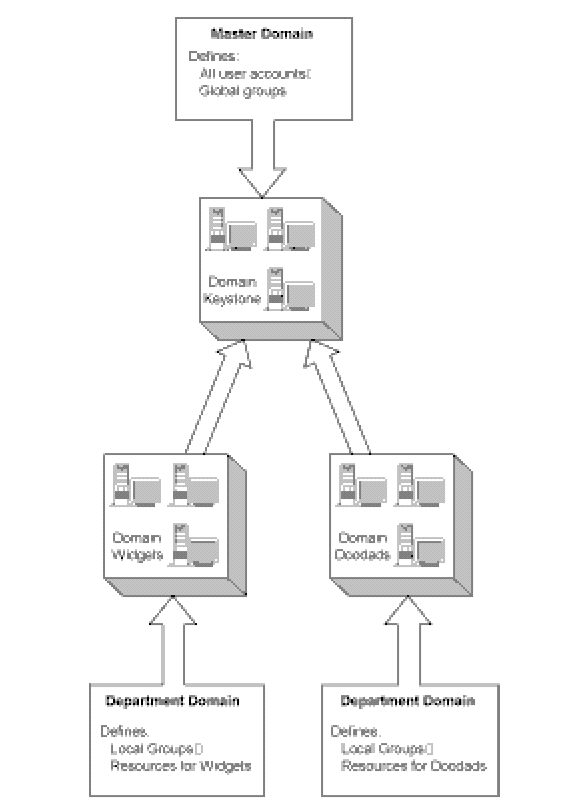 Master Domain
Defines:
All user accounts
Global groups
Domain
Keystone
Domain
Widgets
Domain
Doodads
Department Domain
Defines.
Local Groups
Resources for Widgets
Department Domain
Defines.
Local Groups
Resources for Doodads